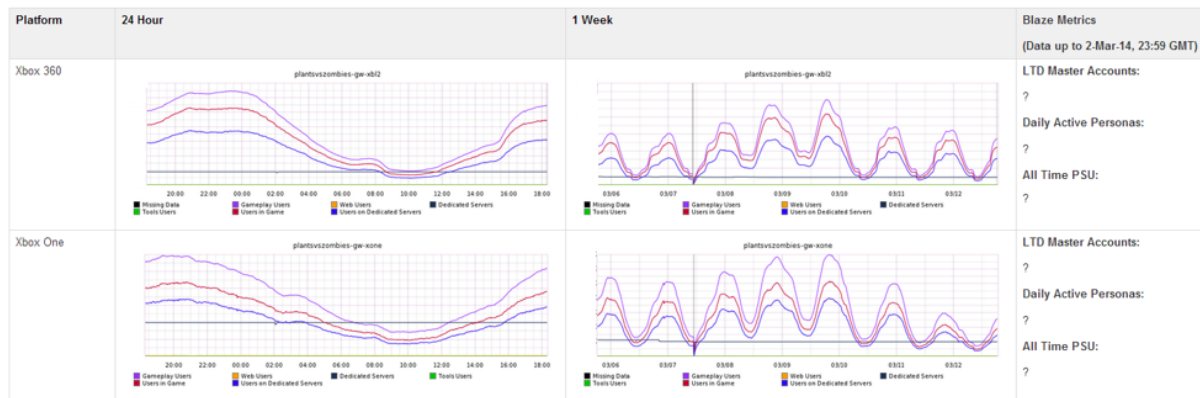 Platform 24 Hour 1 Week Blaze Metrics
(Data up to 2-Mar-14, 23:59 GMT)
Xbox 360
plantsvszombies-gw-xbl2
20:00 22:00 00:00 02:00 04:00 06:00 08:00 10:00 12:00 14:00 16:00 18:00
Missing Data Gameplay Users Web Users Dedicated Servers
Tools Users Users in Game Users on Dedicated Servers
plantsvszombies-gw-xbl2
03/06 03/07 03/08 03/09 03/10 03/11 03/12
Missing Data Gameplay Users Web Users Dedicated Servers
Tools Users Users in Game Users on Dedicated Servers
LTD Master Accounts:
?
Daily Active Personas:
?
All Time PSU:
?
Xbox One
plantsvszombies-gw-xone
20:00 22:00 00:00 02:00 04:00 06:00 08:00 10:00 12:00 14:00 16:00 18:00
Gameplay Users Web Users Dedicated Servers Tools Users
Users in Game Users on Dedicated Servers
plantsvszombies-gw-xone
03/06 03/07 03/08 03/09 03/10 03/11 03/12
Missing Data Gameplay Users Web Users Dedicated Servers
Tools Users Users in Game Users on Dedicated Servers
LTD Master Accounts:
?
Daily Active Personas:
?
All Time PSU:
?